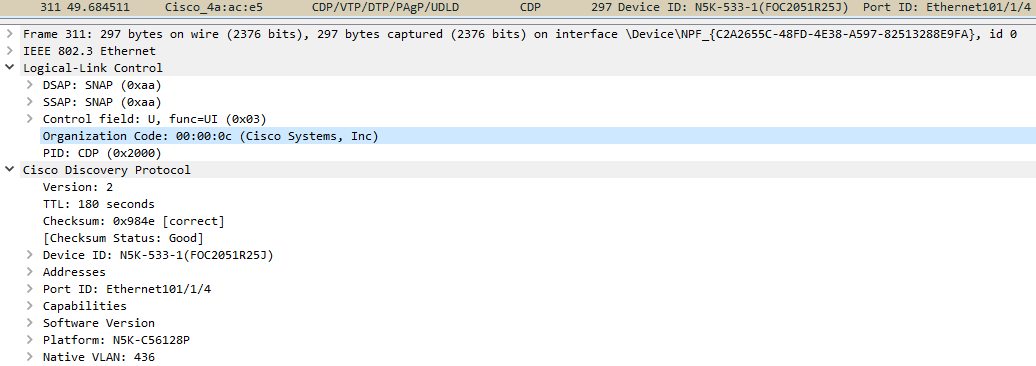 311 49.684511 Cisco_4a:ac:e5 CDP/VTP/DTP/PAgP/UDLD CDP 297 Device ID: N5K-533-1(FOC2051R25J) Port ID: Ethernet101/1/4
Frame 311: 297 bytes on wire (2376 bits), 297 bytes captured (2376 bits) on interface \Device\NPF_{C2A2655C-48FD-4E38-A597-82513288E9FA}, id 0
IEEE 802.3 Ethernet
Logical-Link Control
DSAP: SNAP (0xaa)
SSAP: SNAP (0xaa)
Control field: U, func=UI (0x03)
Organization Code: 00:00:0c (Cisco Systems, Inc)
PID: CDP (0x2000)
Cisco Discovery Protocol
Version: 2
TTL: 180 seconds
Checksum: 0x984e [correct]
[Checksum Status: Good]
Device ID: N5K-533-1(FOC2051R25J)
Addresses
Port ID: Ethernet101/1/4
Capabilities
Software Version
Platform: N5K-C56128P
Native VLAN: 436